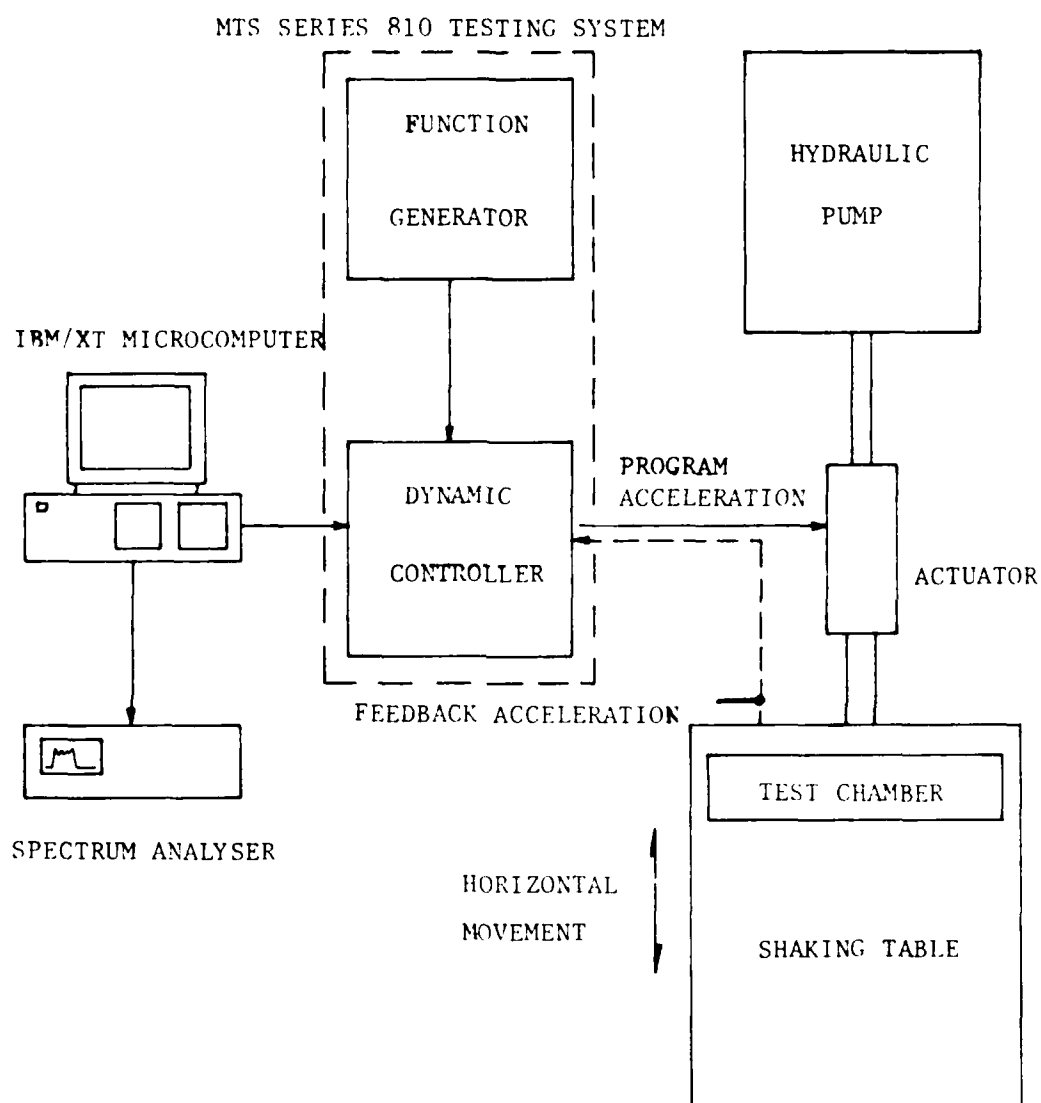 MTS SERIES 810 TESTING SYSTEM
FUNCTION
GENERATOR
HYDRAULIC
PUMP
IBM/XT MICROCOMPUTER
DYNAMIC
CONTROLLER
PROGRAM
ACCELERATION
ACTUATOR
FEEDBACK ACCELERATION
TEST CHAMBER
SPECTRUM ANALYSER
HORIZONTAL
MOVEMENT
SHAKING TABLE